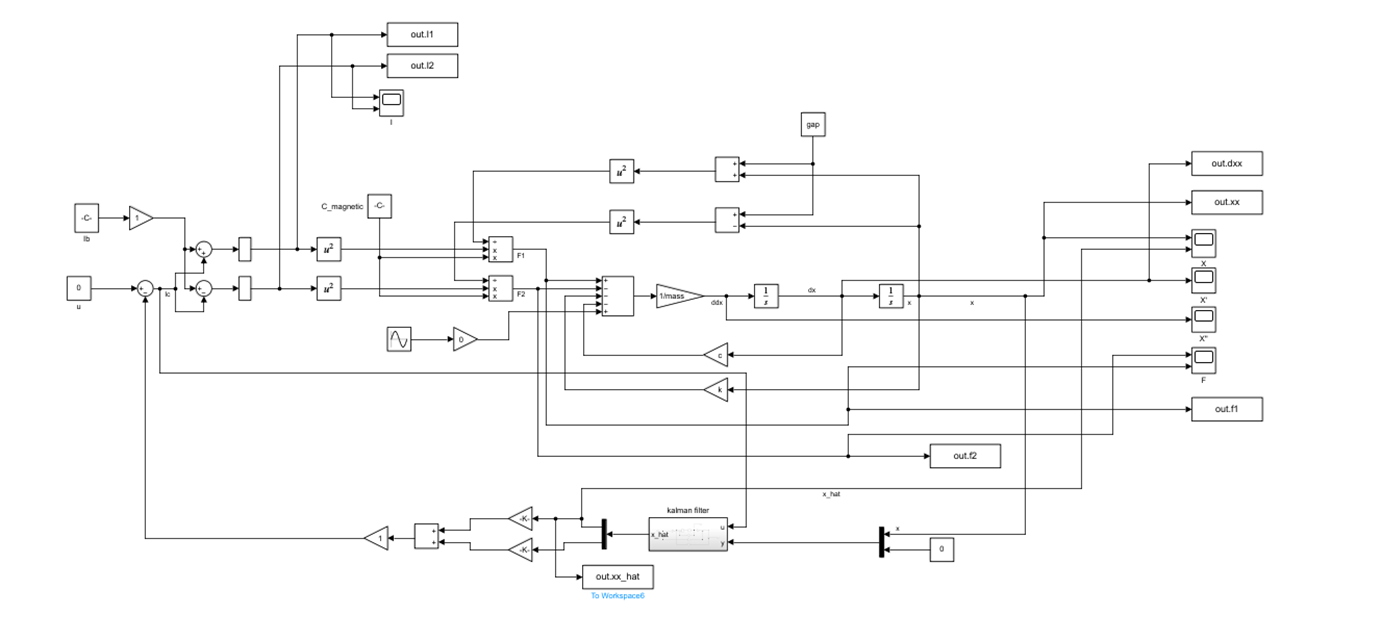 out.I1
out.I2
I
gap
u²
+
+
out.dxx
C_magnetic
-C-
out.xx
-C-
1
Ib
u²
+
−
X
u²
÷
x
x
F1
0
u
Ic
u²
÷
x
x
F2
+
+
−
−
+
1/mass
ddx
1
s
dx
1
s
x
x
X'
X''
0
c
k
F
out.f1
out.f2
x_hat
kalman filter
-K-
-K-
x_hat
u
y
x
0
1
+
+
out.xx_hat
To Workspace6